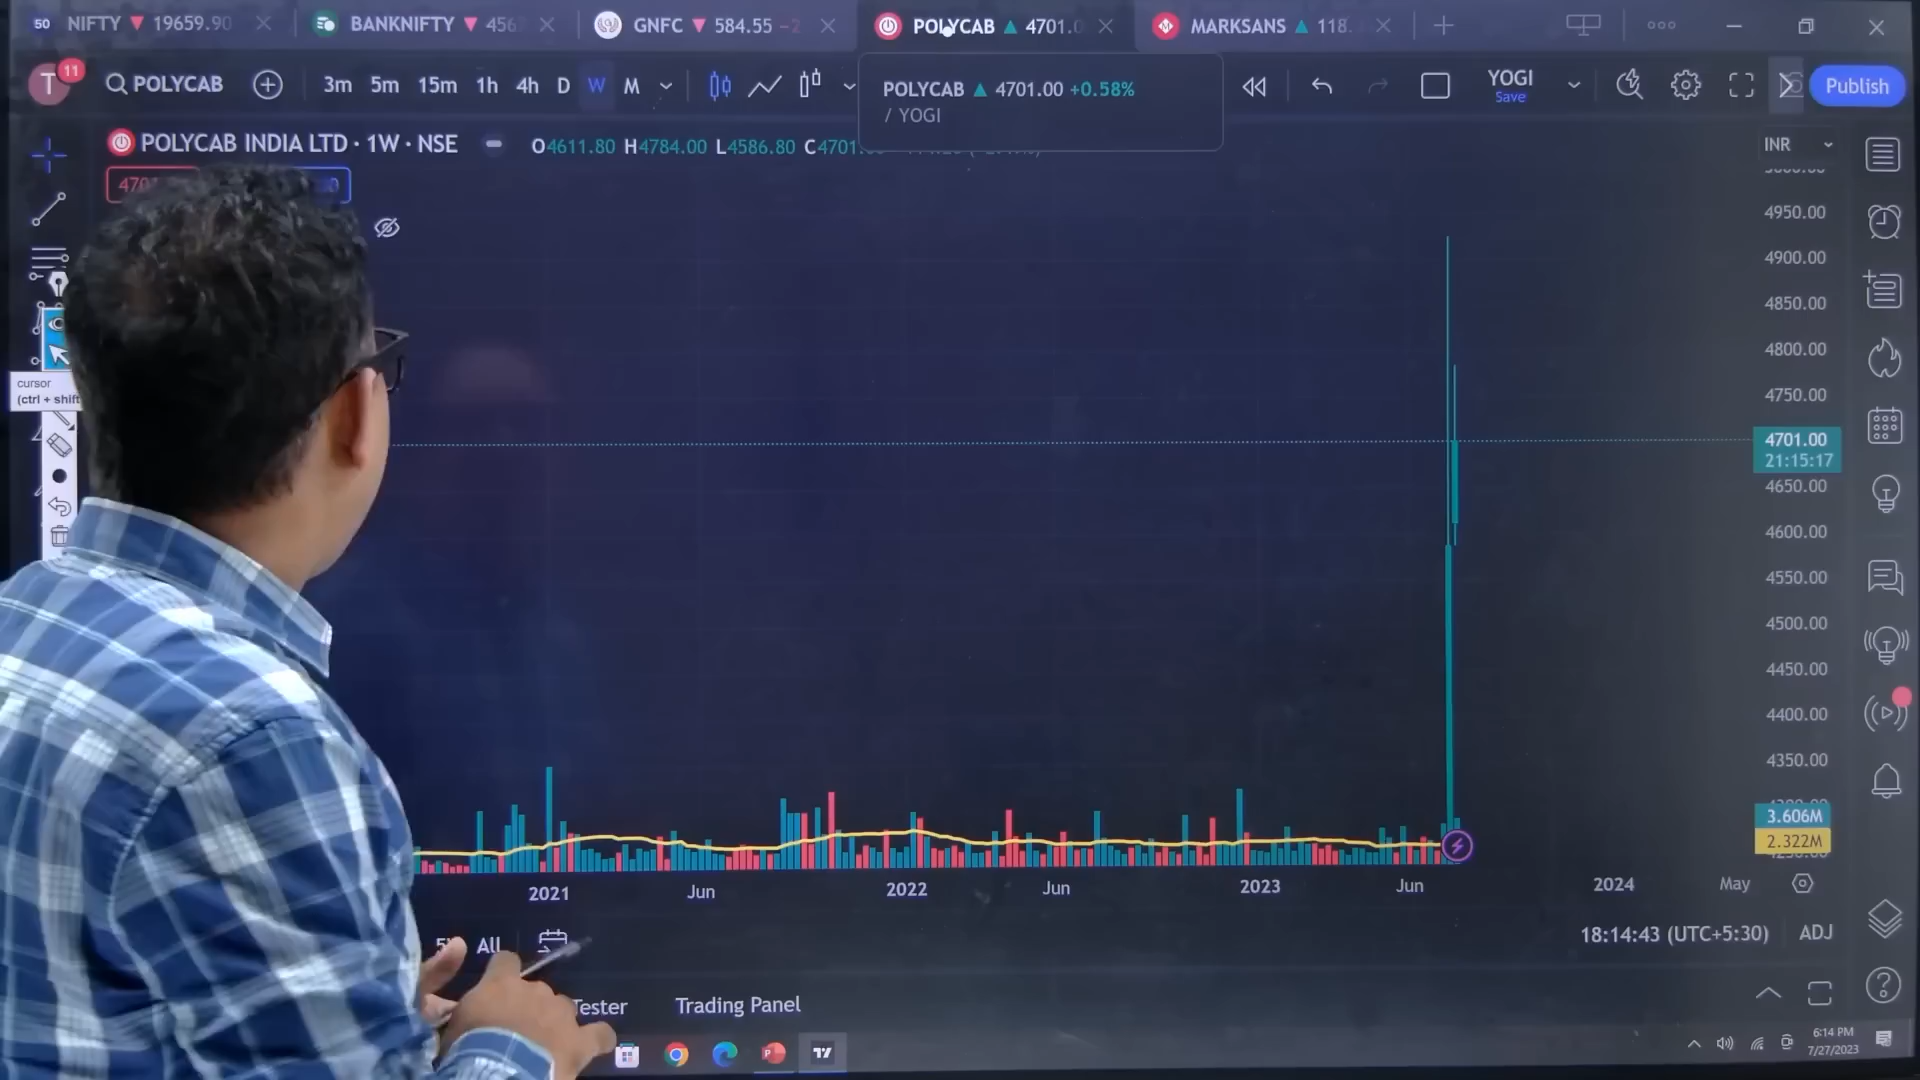 50 NIFTY ▼ 19659.90
BANKNIFTY ▼ 456
GNFC ▼ 584.55 -2
POLYCAB ▲ 4701.0
MARKSANS ▲ 118.
T 11
POLYCAB
3m 5m 15m 1h 4h D W M
POLYCAB ▲ 4701.00 +0.58%
/ YOGI
YOGI
Save
Publish
POLYCAB INDIA LTD · 1W · NSE
O4611.80 H4784.00 L4586.80 C4701.
INR
470
4950.00
4900.00
4850.00
4800.00
4750.00
4701.00
21:15:17
4650.00
4600.00
4550.00
4500.00
4450.00
4400.00
4350.00
3.606M
2.322M
cursor
(ctrl + shift
2021 Jun 2022 Jun 2023 Jun 2024 May
All
18:14:43 (UTC+5:30) ADJ
Tester Trading Panel
6:14 PM
7/27/2023